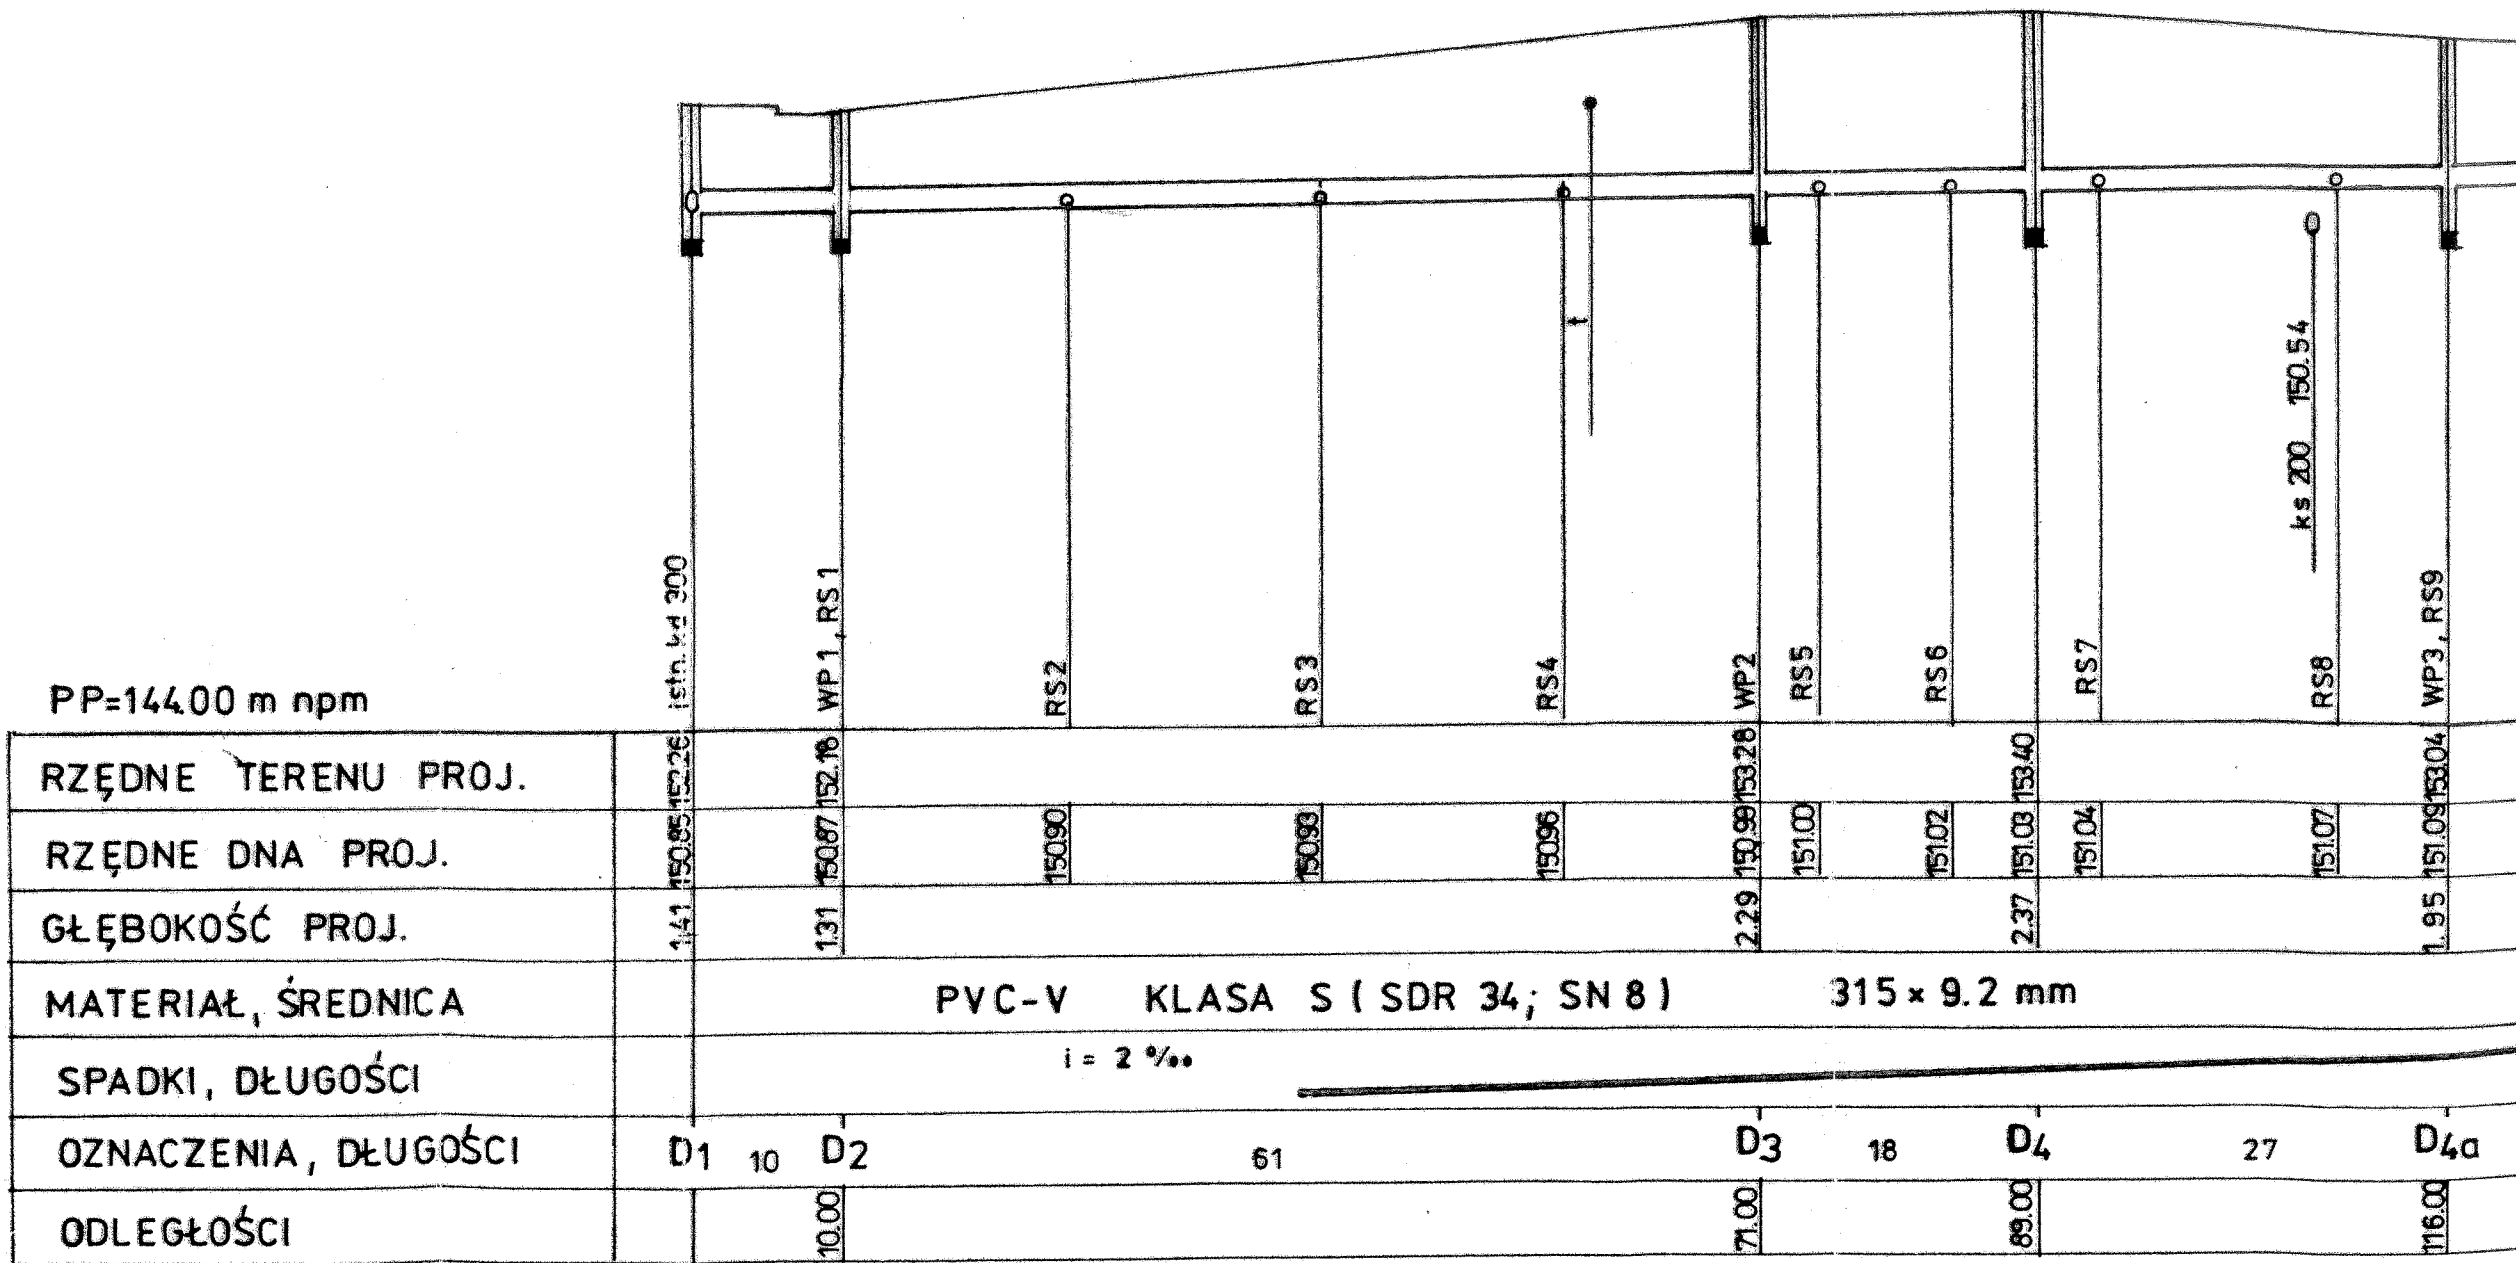 t
ks 200 150.54
istn. kd 300
WP1, RS1
RS2
RS3
RS4
WP2
RS5
RS6
RS7
RS8
WP3, RS9
PP=144.00 m npm
RZĘDNE TERENU PROJ. 152.26 152.18 153.28 153.40 153.04
RZĘDNE DNA PROJ. 150.85 150.87 150.90 150.93 150.96 150.99 151.00 151.02 151.03 151.04 151.07 151.09
GŁĘBOKOŚĆ PROJ. 1.41 1.31 2.29 2.37 1.95
MATERIAŁ, ŚREDNICA PVC-V KLASA S ( SDR 34; SN 8 ) 315 × 9.2 mm
SPADKI, DŁUGOŚCI i = 2 ‰
OZNACZENIA, DŁUGOŚCI D1 10 D2 61 D3 18 D4 27 D4a
ODLEGŁOŚCI 10.00 71.00 89.00 116.00